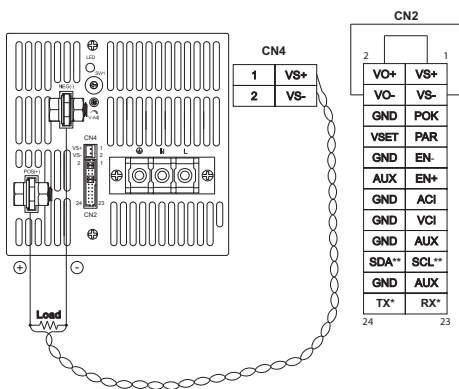 CN2
2 1
VO+ VS+
VO- VS-
GND POK
VSET PAR
GND EN-
AUX EN+
GND ACI
GND VCI
GND AUX
SDA** SCL**
GND AUX
TX* RX*
24 23
CN4
1 VS+
2 VS-
LED
SW1
NEG(-)
V-Adj
CN4
VS+ 1
VS- 2
2 1
24 23
CN2
N L
POS(+)
+ -
Load